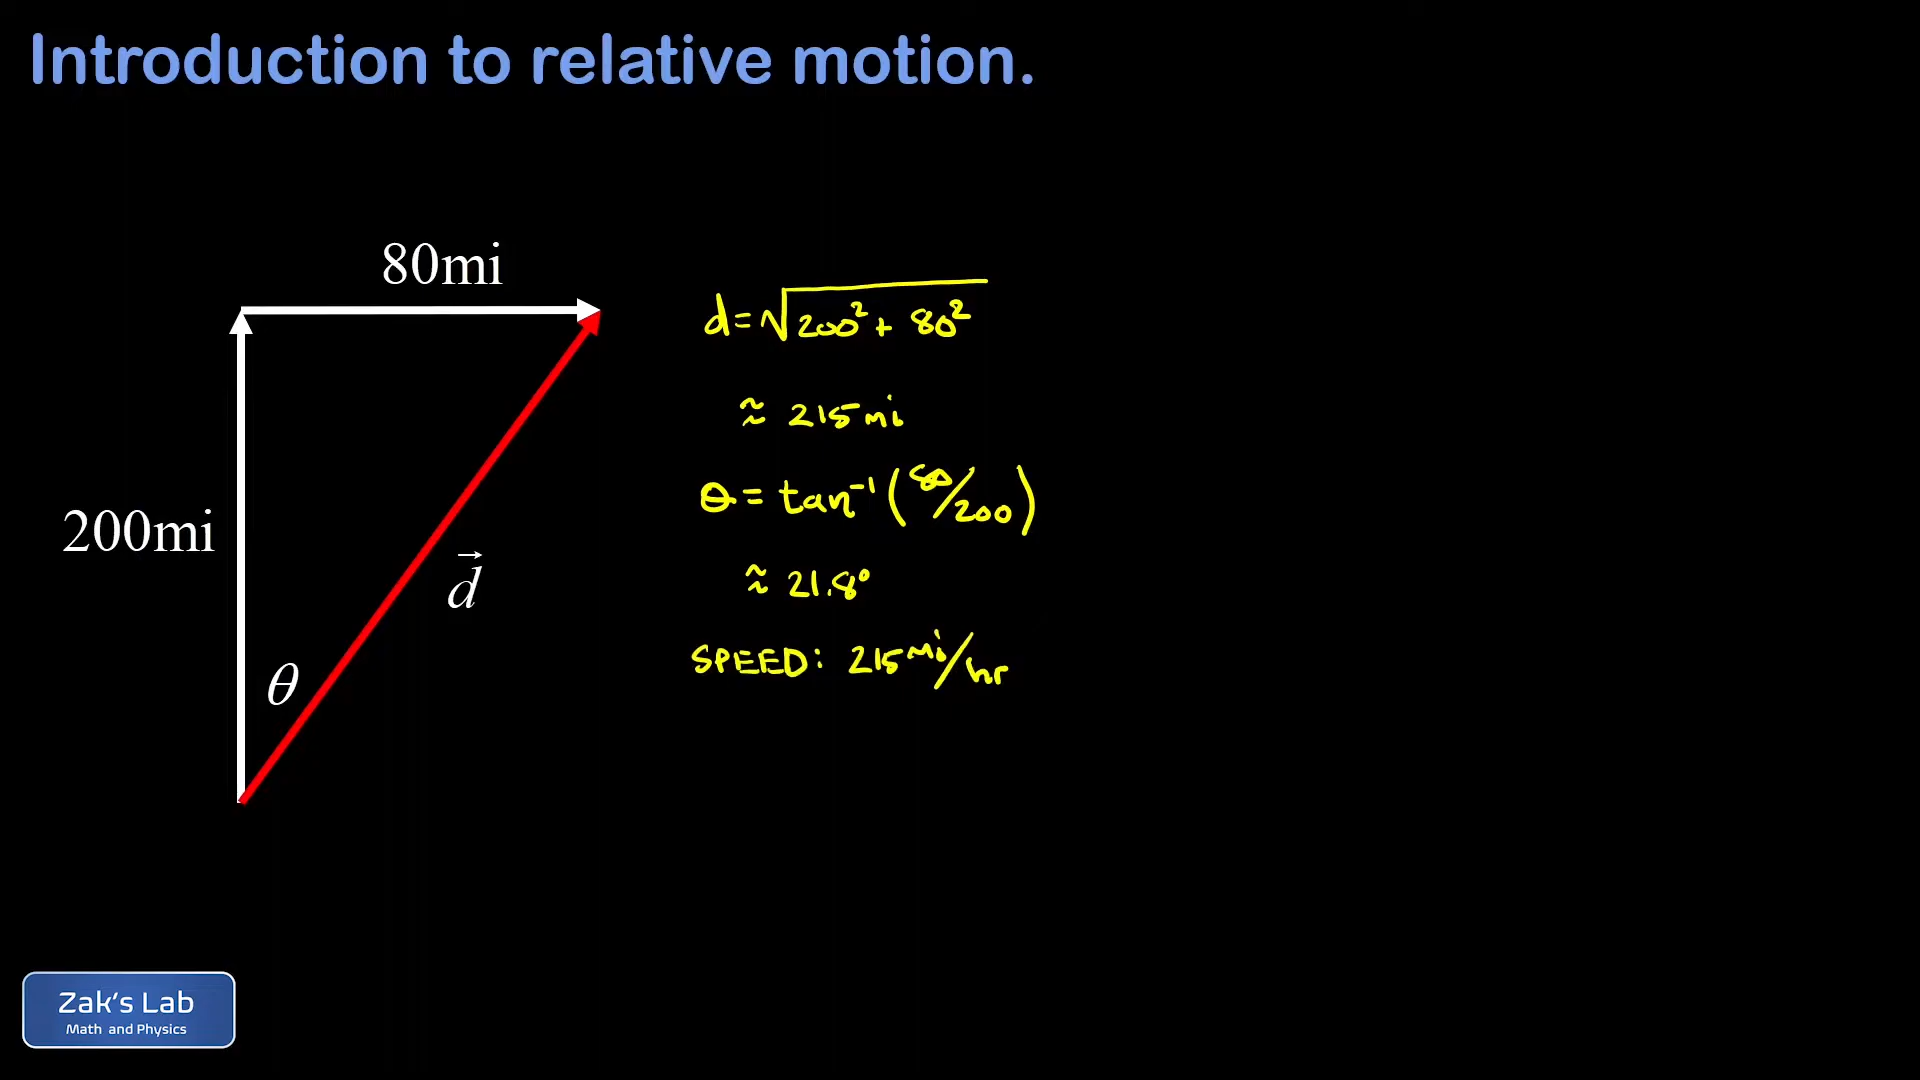 Introduction to relative motion.
80mi
d = √200² + 80²
≈ 215 mi
200mi
θ = tan⁻¹ (80/200)
d⃗
≈ 21.8°
θ
SPEED: 215 mi/hr
Zak's Lab
Math and Physics